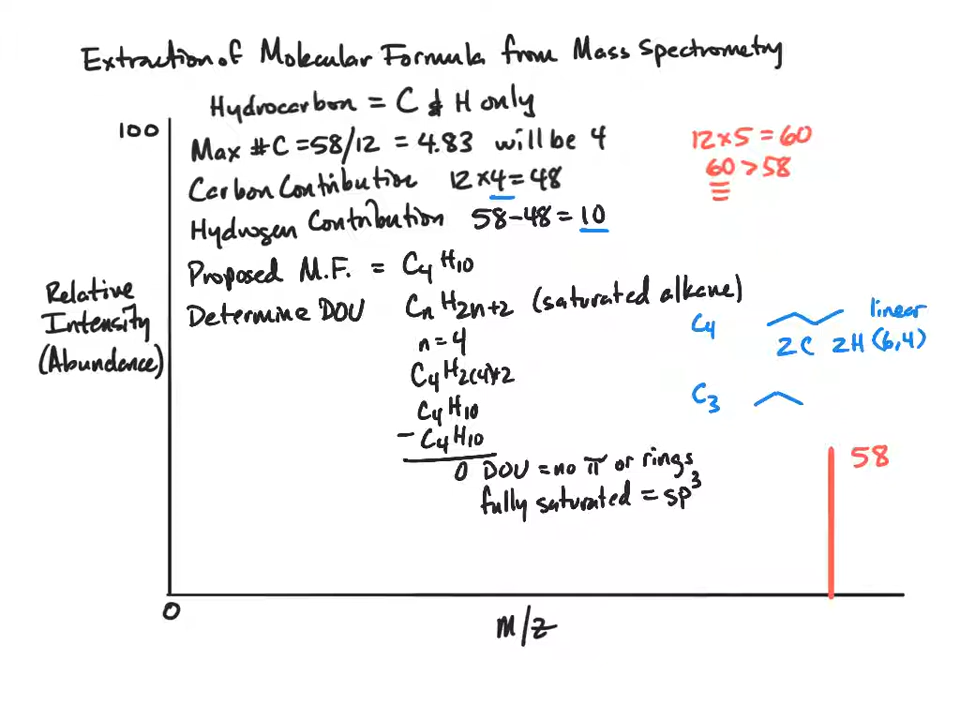 Extraction of Molecular Formula from Mass Spectrometry
Hydrocarbon = C & H only
100
Max #C = 58/12 = 4.83 will be 4
12 x 5 = 60
60 > 58
Carbon Contribution 12 x 4 = 48
Hydrogen Contribution 58 - 48 = 10
Proposed M.F. = C4 H10
Relative
Intensity
(Abundance)
Determine DOU CnH2n+2 (saturated alkane)
n = 4
C4H2(4)+2
C4H10
- C4H10
0 DOU = no π or rings
fully saturated = sp3
C4 linear
2C 2H (6,4)
C3
58
0
m/z